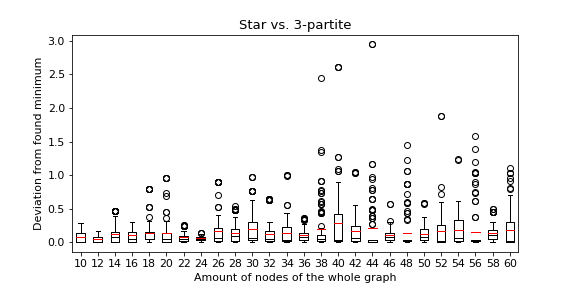 Star vs. 3-partite
3.0
2.5
2.0
1.5
1.0
0.5
0.0
Deviation from found minimum
10 12 14 16 18 20 22 24 26 28 30 32 34 36 38 40 42 44 46 48 50 52 54 56 58 60
Amount of nodes of the whole graph